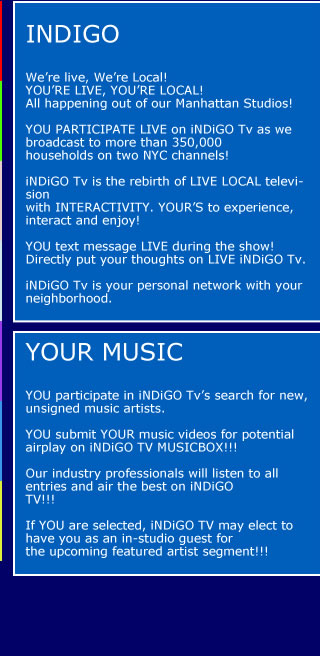 INDIGO
We're live, We're Local!
YOU'RE LIVE, YOU'RE LOCAL!
All happening out of our Manhattan Studios!
YOU PARTICIPATE LIVE on iNDiGO Tv as we
broadcast to more than 350,000
households on two NYC channels!
iNDiGO Tv is the rebirth of LIVE LOCAL televi-
sion
with INTERACTIVITY. YOUR'S to experience,
interact and enjoy!
YOU text message LIVE during the show!
Directly put your thoughts on LIVE iNDiGO Tv.
iNDiGO Tv is your personal network with your
neighborhood.
YOUR MUSIC
YOU participate in iNDiGO Tv's search for new,
unsigned music artists.
YOU submit YOUR music videos for potential
airplay on iNDiGO TV MUSICBOX!!!
Our industry professionals will listen to all
entries and air the best on iNDiGO
TV!!!
If YOU are selected, iNDiGO TV may elect to
have you as an in-studio guest for
the upcoming featured artist segment!!!